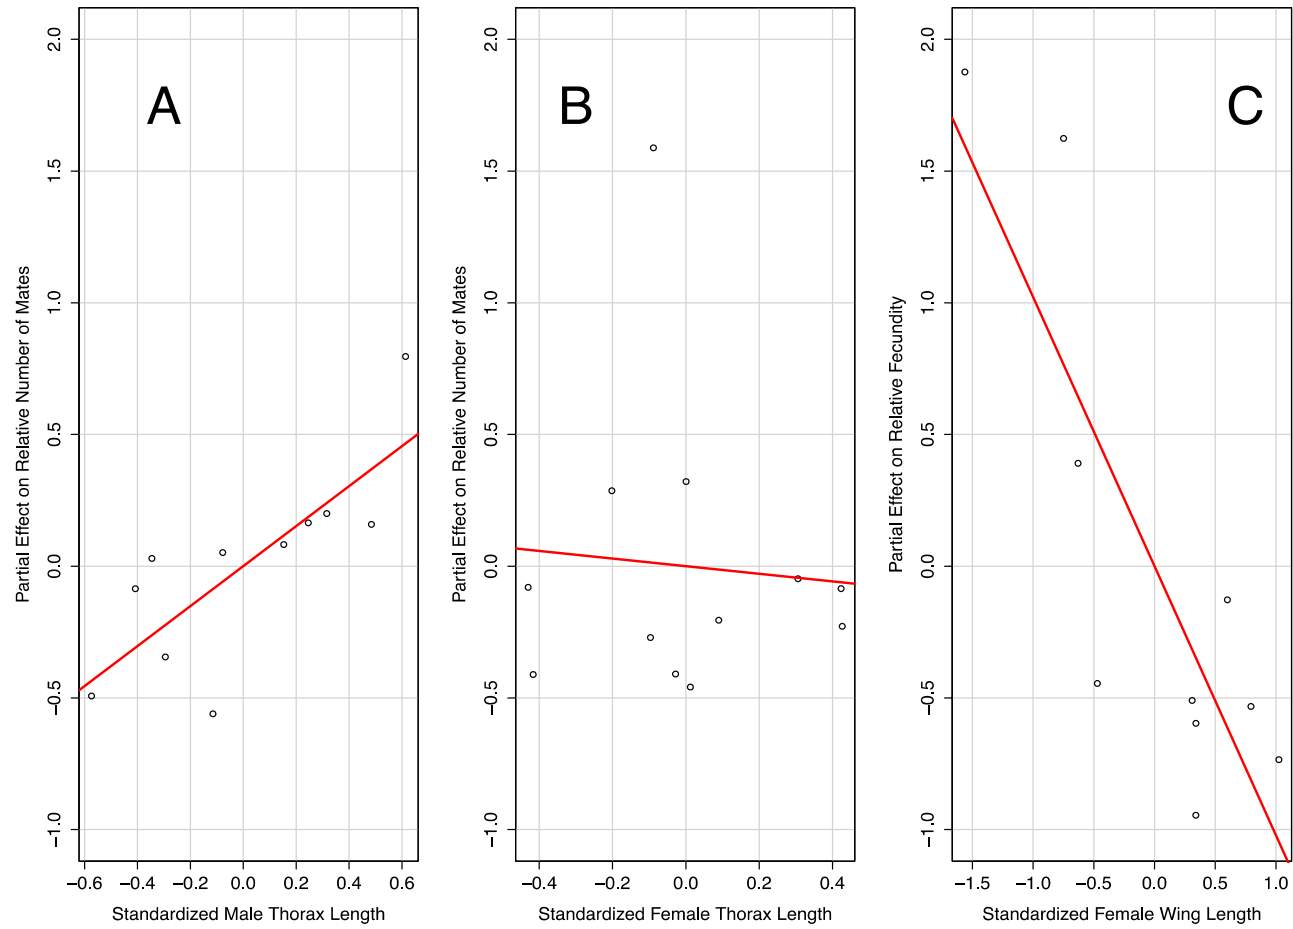 A
2.0
1.5
1.0
0.5
0.0
−0.5
−1.0
Partial Effect on Relative Number of Mates
−0.6 −0.4 −0.2 0.0 0.2 0.4 0.6
Standardized Male Thorax Length
B
2.0
1.5
1.0
0.5
0.0
−0.5
−1.0
Partial Effect on Relative Number of Mates
−0.4 −0.2 0.0 0.2 0.4
Standardized Female Thorax Length
C
2.0
1.5
1.0
0.5
0.0
−0.5
−1.0
Partial Effect on Relative Fecundity
−1.5 −1.0 −0.5 0.0 0.5 1.0
Standardized Female Wing Length